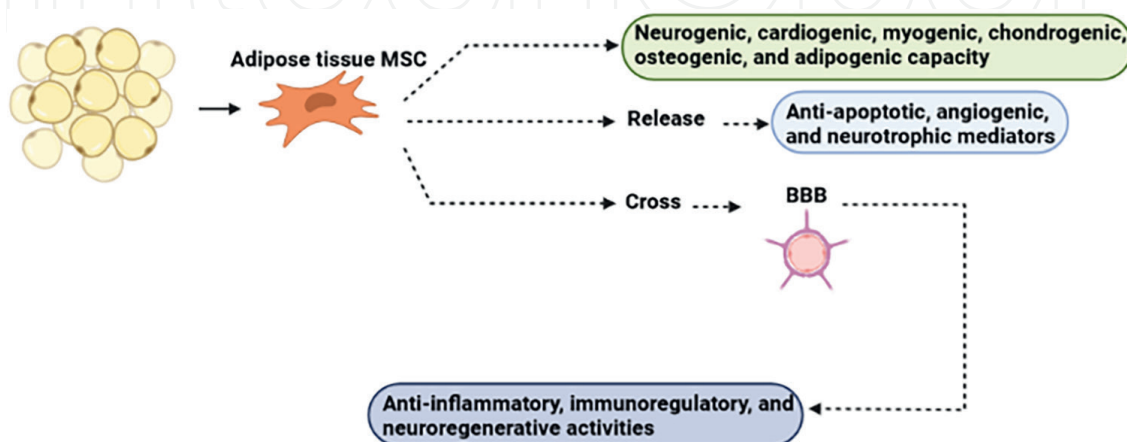 Neurogenic, cardiogenic, myogenic, chondrogenic,
osteogenic, and adipogenic capacity
Adipose tissue MSC
Release
Anti-apoptotic, angiogenic,
and neurotrophic mediators
Cross
BBB
Anti-inflammatory, immunoregulatory, and
neuroregenerative activities